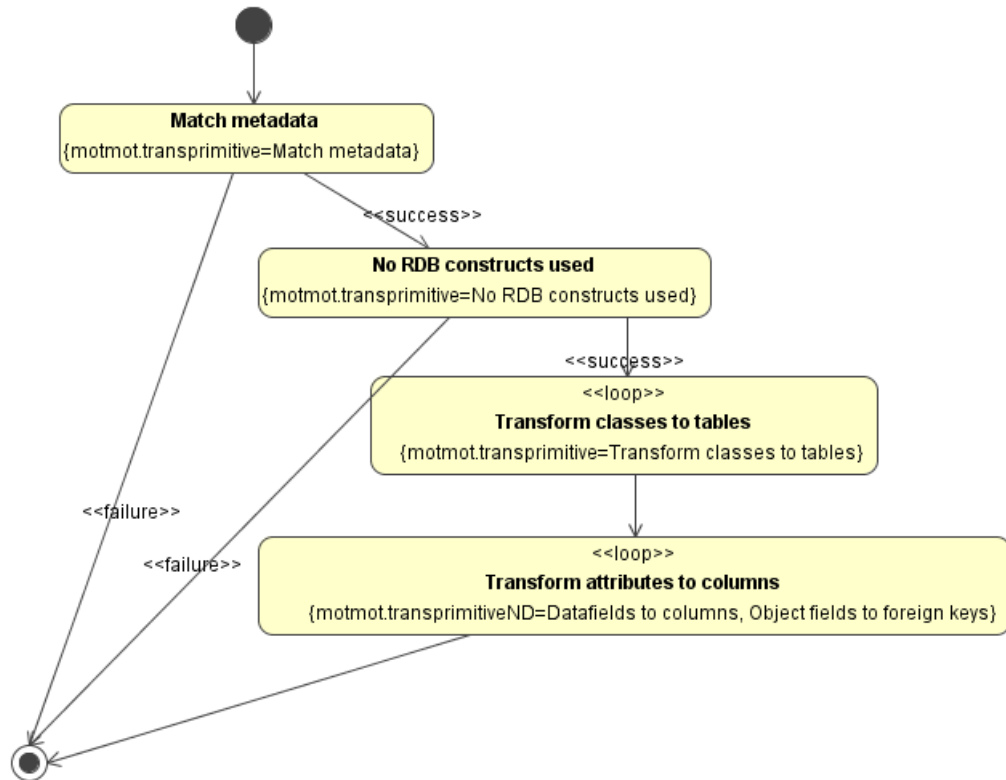 Match metadata
{motmot.transprimitive=Match metadata}
<<success>>
No RDB constructs used
{motmot.transprimitive=No RDB constructs used}
<<success>>
<<loop>>
Transform classes to tables
{motmot.transprimitive=Transform classes to tables}
<<failure>>
<<failure>>
<<loop>>
Transform attributes to columns
{motmot.transprimitiveND=Datafields to columns, Object fields to foreign keys}